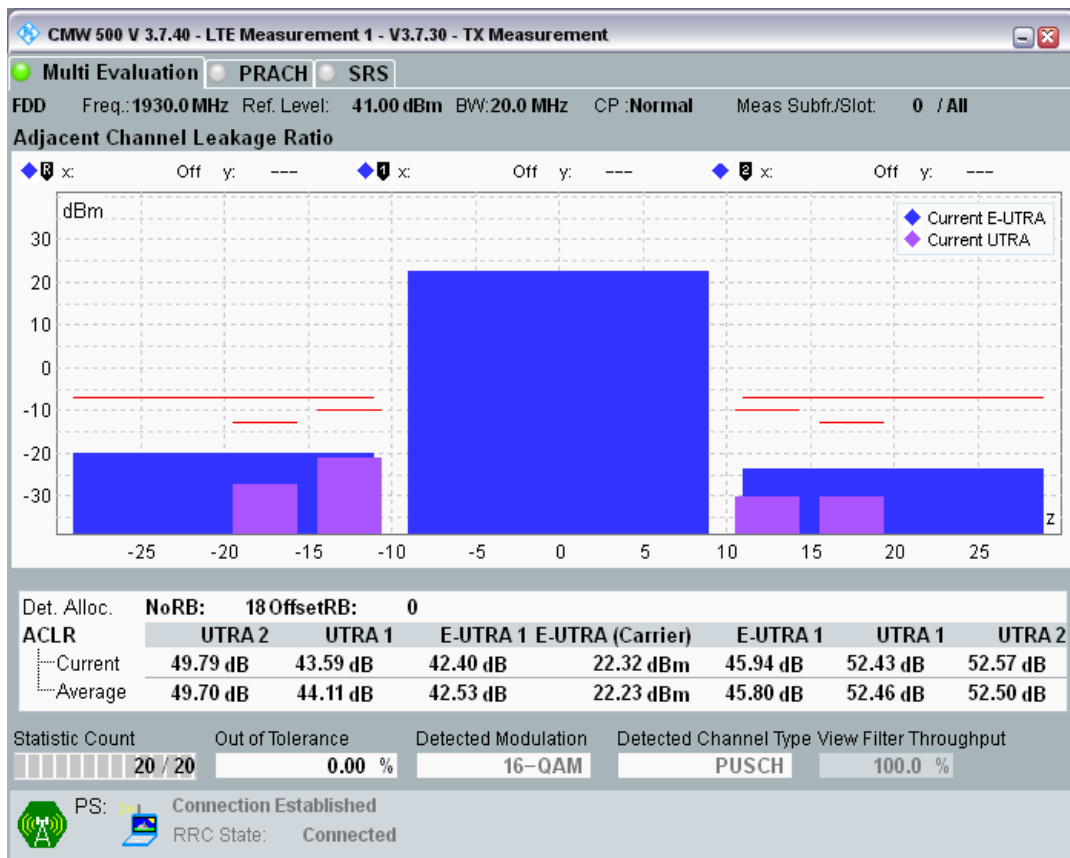 CMW 500 V 3.7.40 - LTE Measurement 1 - V3.7.30 - TX Measurement
Multi Evaluation PRACH SRS
FDD Freq.: 1930.0 MHz Ref. Level: 41.00 dBm BW: 20.0 MHz CP : Normal Meas Subfr./Slot: 0 / All
Adjacent Channel Leakage Ratio
R x: Off y: --- 1 x: Off y: --- 2 x: Off y: ---
dBm
Current E-UTRA
Current UTRA
30
20
10
0
-10
-20
-30
z
-25 -20 -15 -10 -5 0 5 10 15 20 25
Det. Alloc. NoRB: 18 OffsetRB: 0
ACLR UTRA 2 UTRA 1 E-UTRA 1 E-UTRA (Carrier) E-UTRA 1 UTRA 1 UTRA 2
Current 49.79 dB 43.59 dB 42.40 dB 22.32 dBm 45.94 dB 52.43 dB 52.57 dB
Average 49.70 dB 44.11 dB 42.53 dB 22.23 dBm 45.80 dB 52.46 dB 52.50 dB
Statistic Count Out of Tolerance Detected Modulation Detected Channel Type View Filter Throughput
20 / 20 0.00 % 16-QAM PUSCH 100.0 %
PS: Connection Established
RRC State: Connected